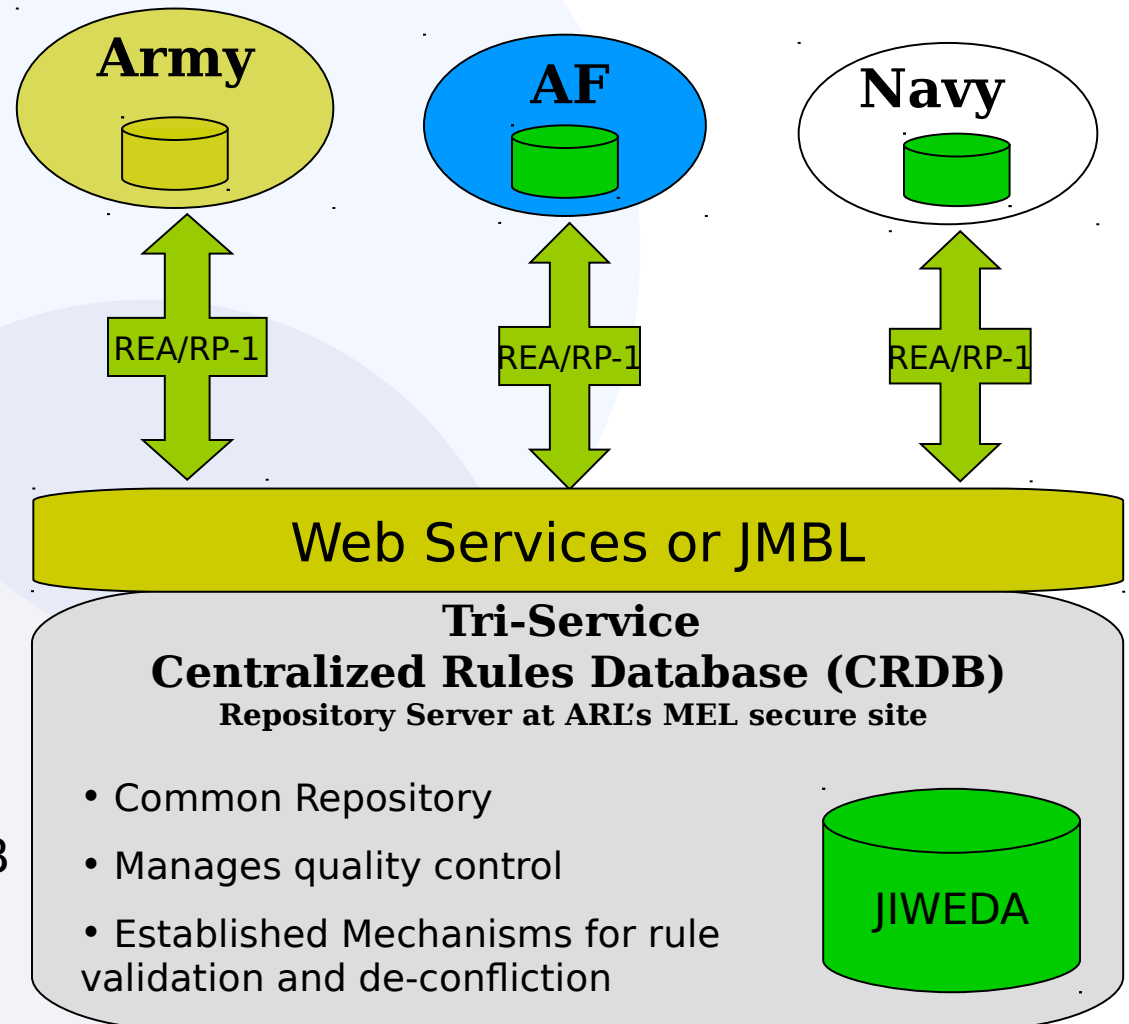 Army
AF
Navy
REA/RP-1
REA/RP-1
REA/RP-1
Web Services or JMBL
Tri-Service
Centralized Rules Database (CRDB)
Repository Server at ARL’s MEL secure site
• Common Repository
• Manages quality control
• Established Mechanisms for rule
validation and de-confliction
JIWEDA